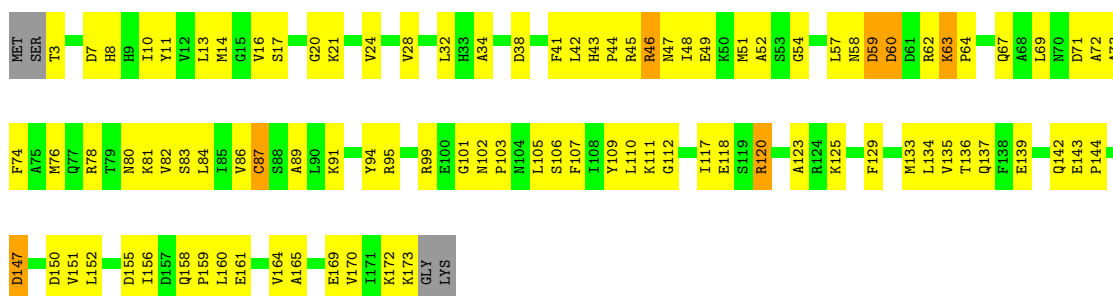 MET SER T3 D7 H8 H9 I10 Y11 V12 L13 M14 G15 V16 S17 G20 K21 V24 V28 L32 H33 A34 D38 F41 L42 H43 P44 R45 R46 N47 I48 E49 K50 M51 A52 S53 G54 L57 N58 D59 D60 D61 R62 K63 P64 Q67 A68 L69 N70 D71 A72
F74 A75 M76 Q77 R78 T79 N80 K81 V82 S83 L84 I85 V86 C87 S88 A89 L90 K91 Y94 R95 R99 E100 G101 N102 P103 N104 L105 S106 F107 I108 Y109 L110 K111 G112 I117 E118 S119 R120 A123 R124 K125 F129 M133 L134 V135 T136 Q137 F138 E139 Q142 E143 P144
D147 D150 V151 L152 D155 I156 D157 Q158 P159 L160 E161 V164 A165 E169 V170 I171 K172 K173 GLY LYS